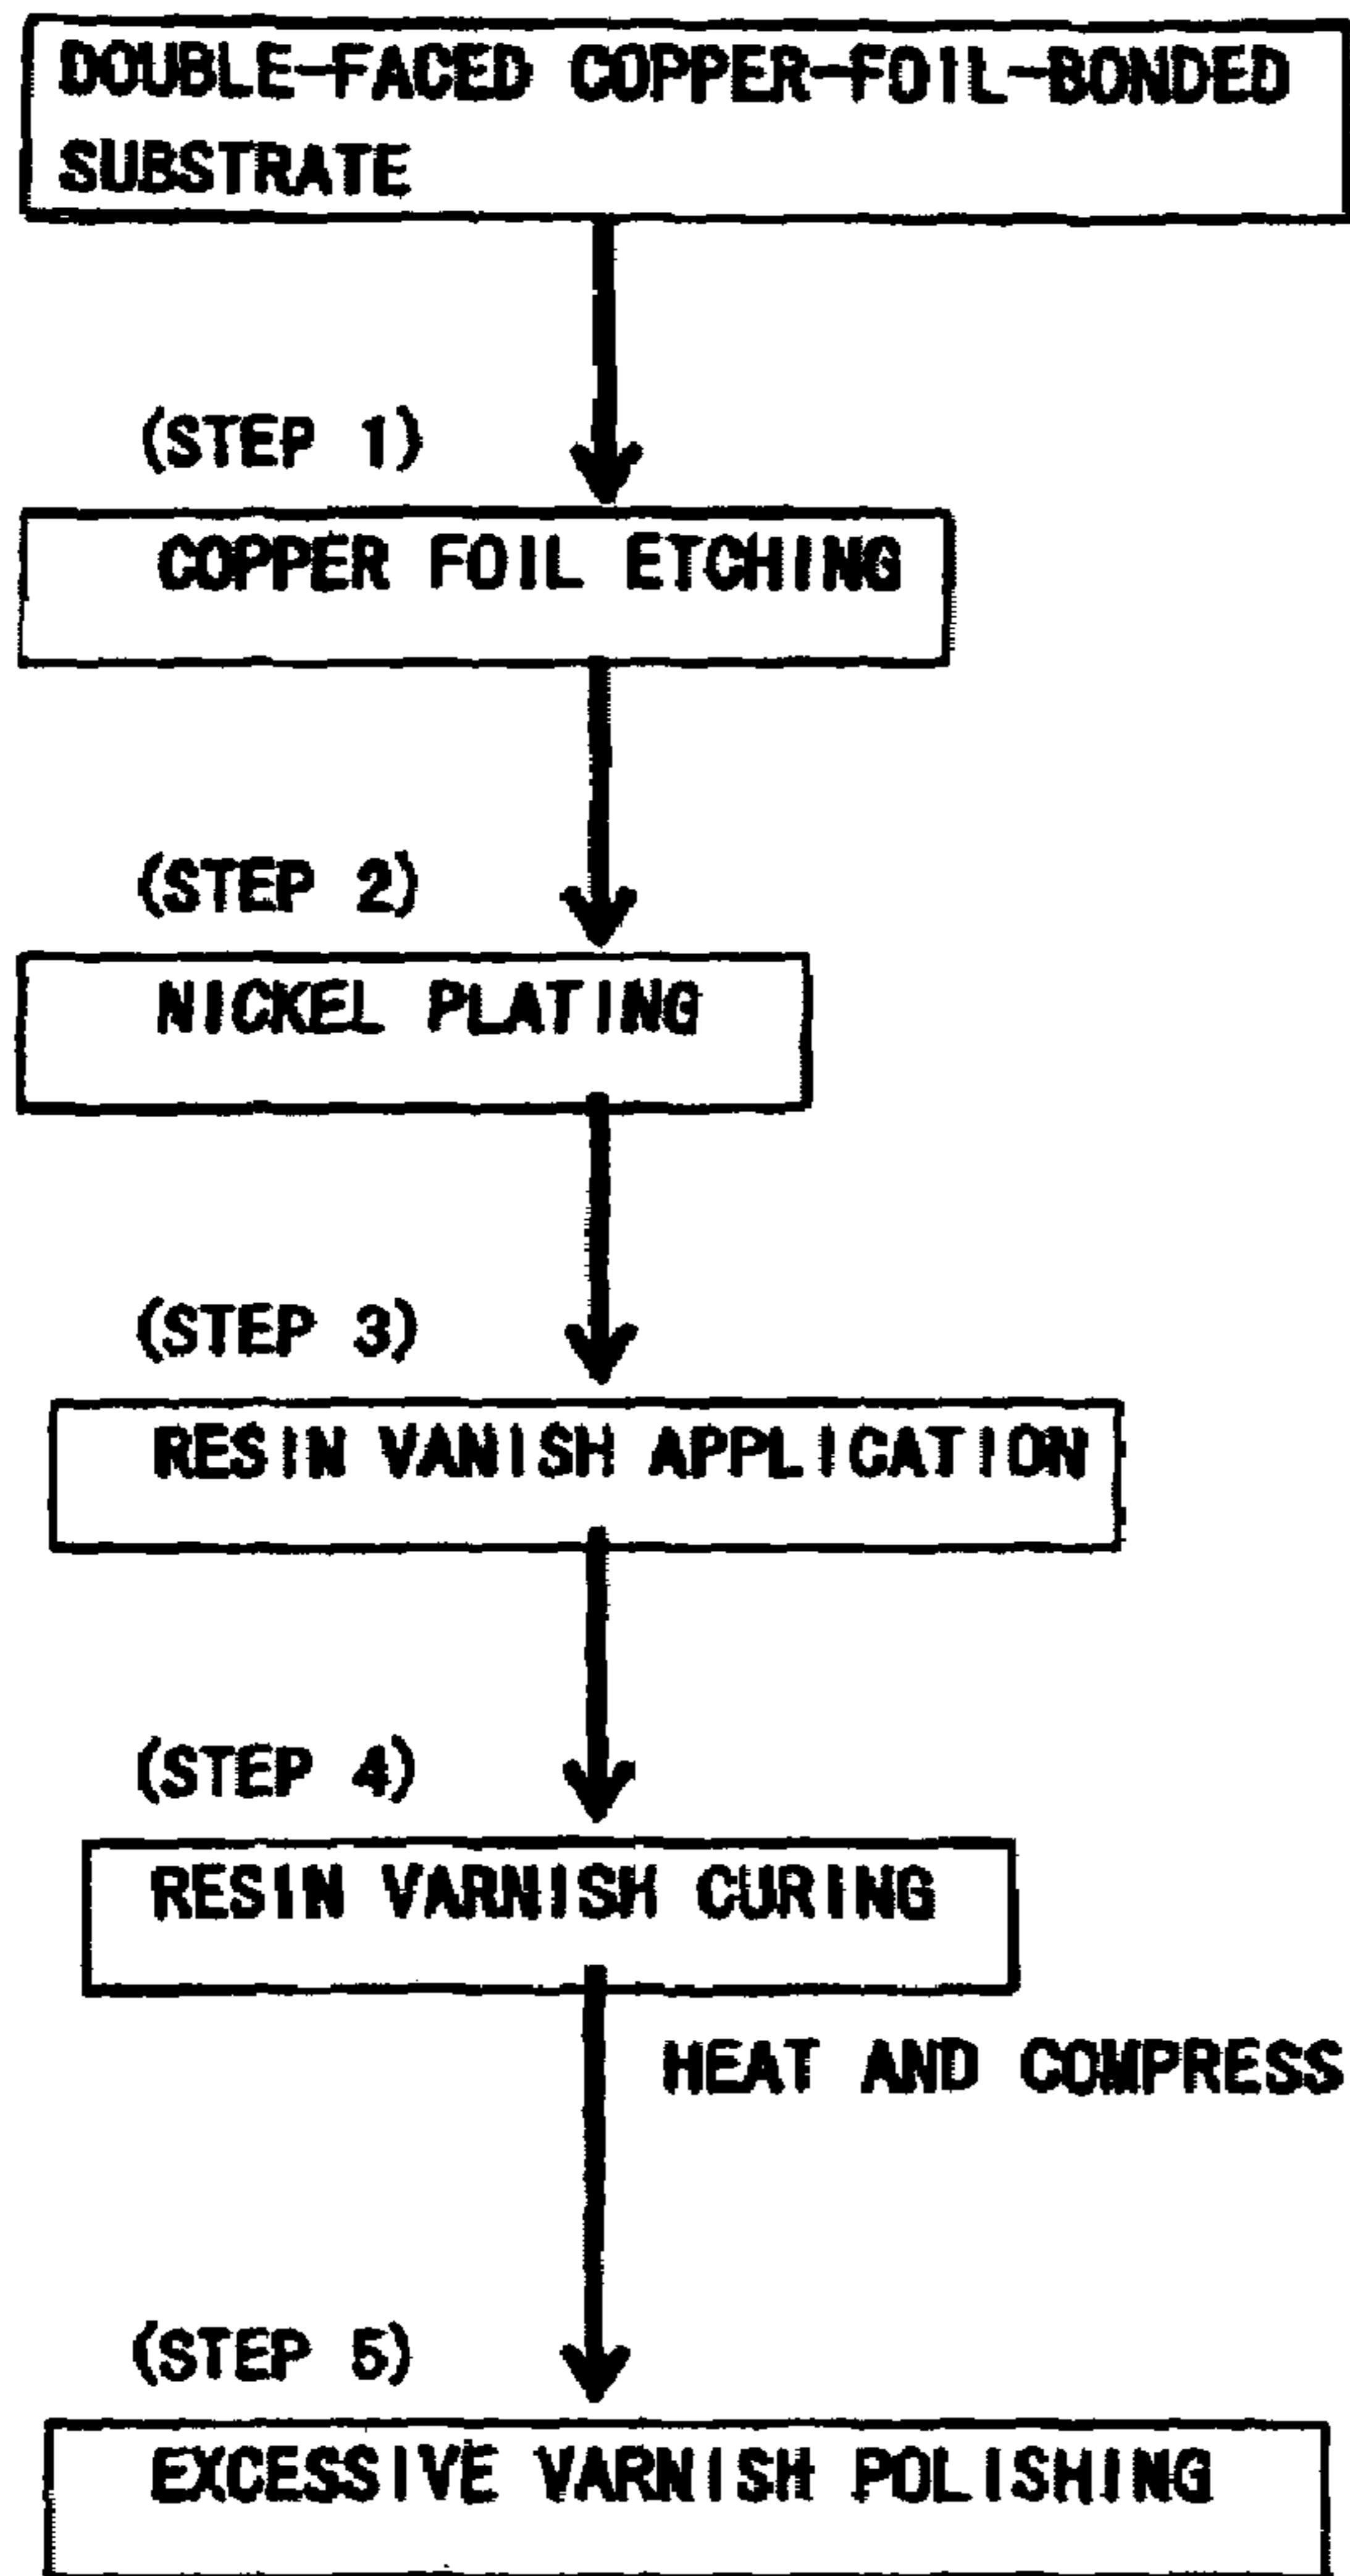 DOUBLE-FACED COPPER-FOIL-BONDED
SUBSTRATE
(STEP 1)
COPPER FOIL ETCHING
(STEP 2)
NICKEL PLATING
(STEP 3)
RESIN VANISH APPLICATION
(STEP 4)
RESIN VARNISH CURING
HEAT AND COMPRESS
(STEP 5)
EXCESSIVE VARNISH POLISHING